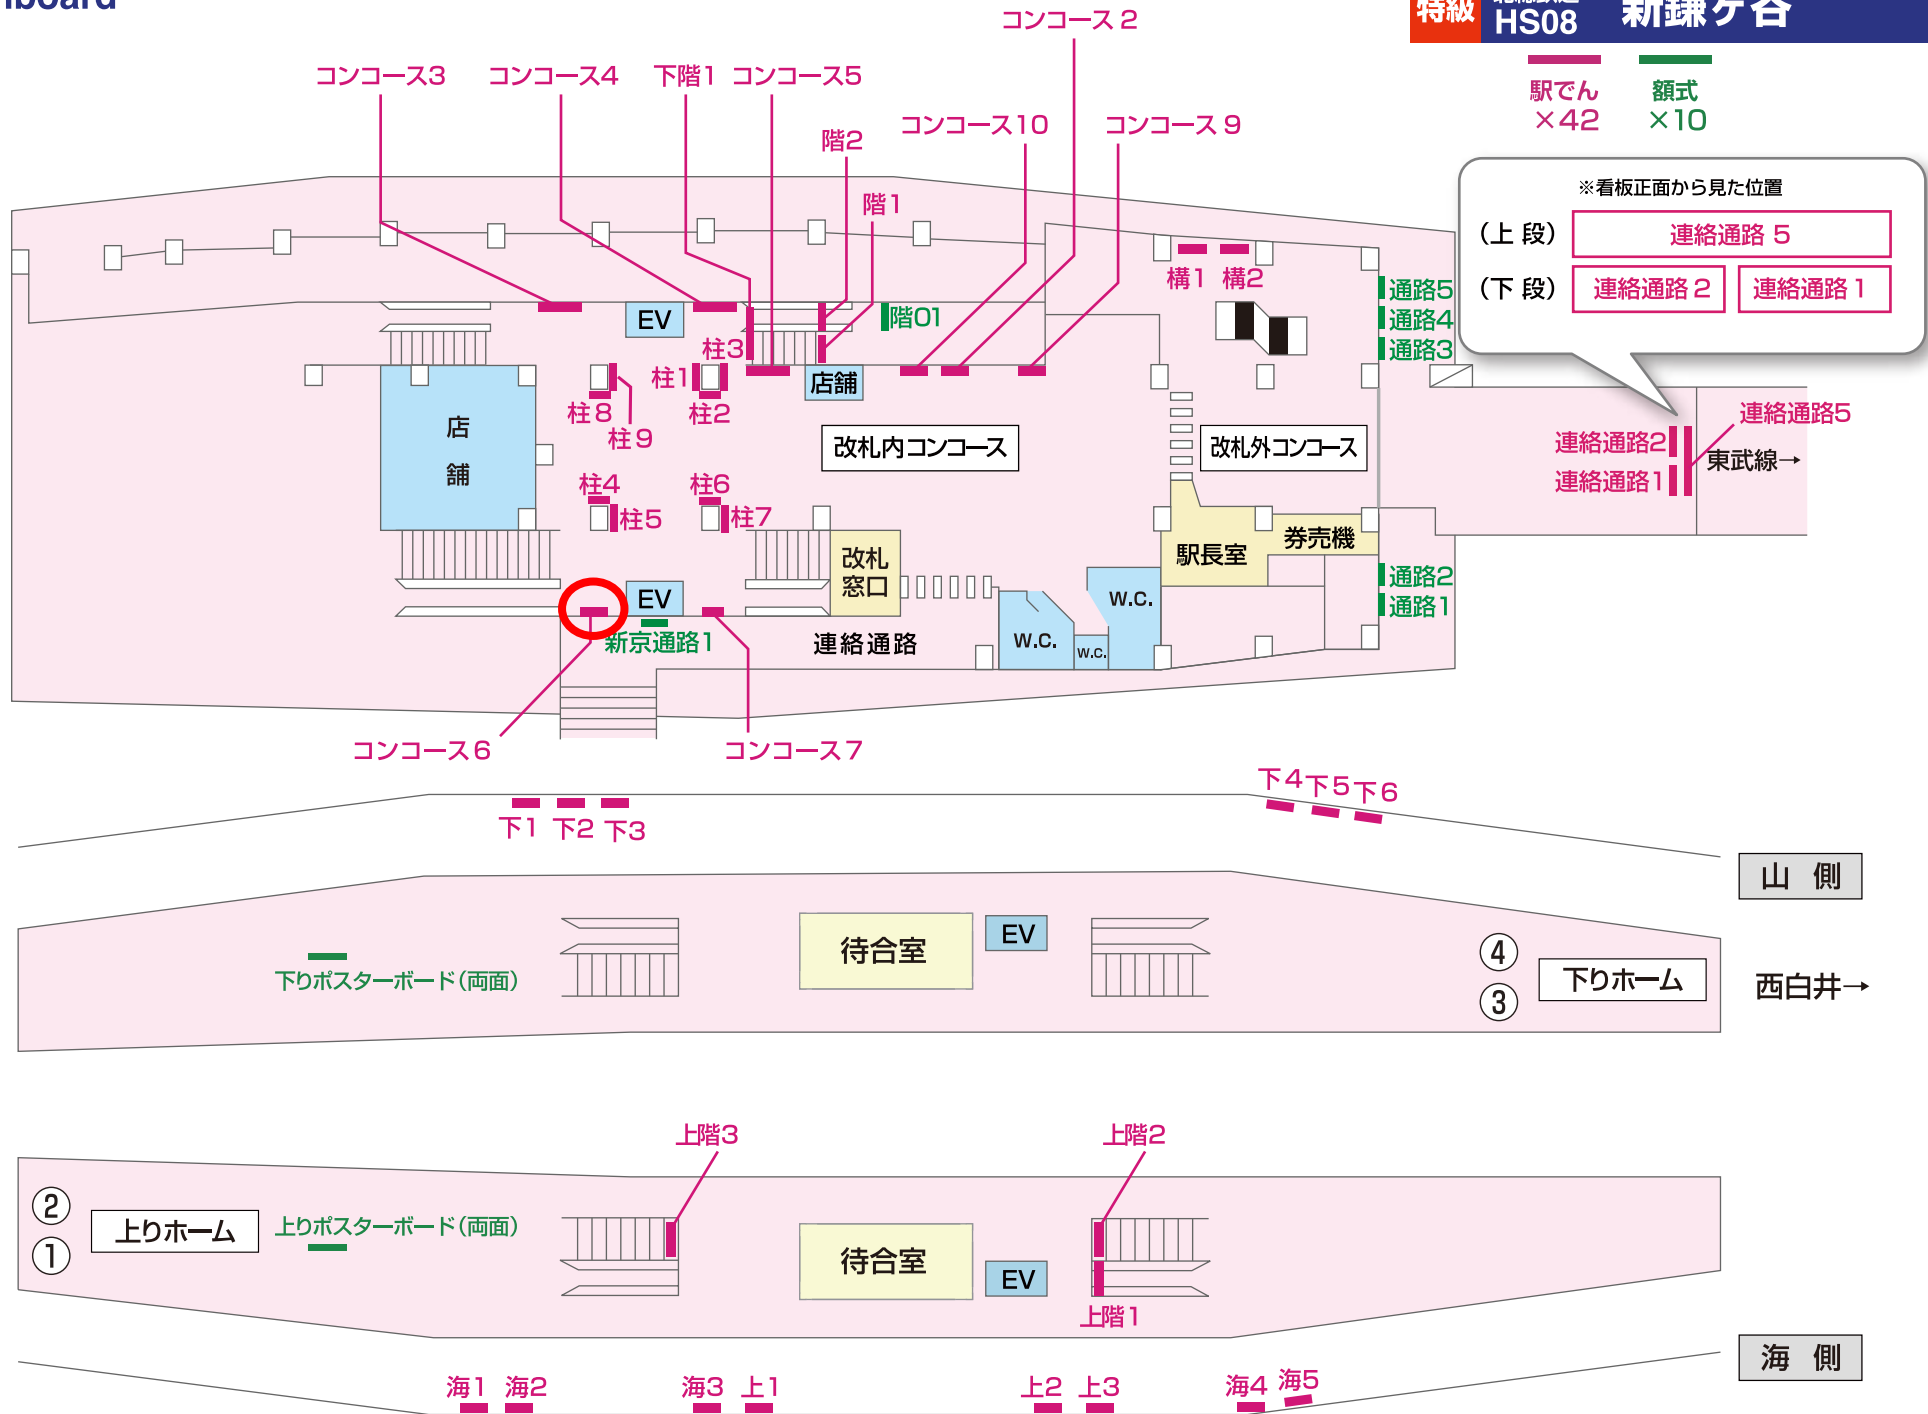 特級
HS08
新鎌ヶ谷
駅でん
×42
額式
×10
コンコース 2
コンコース3
コンコース4
下階1
コンコース5
階2
コンコース10
コンコース 9
階1
※看板正面から見た位置
(上 段)
連絡通路 5
(下 段)
連絡通路 2
連絡通路 1
構1
構2
通路5
通路4
通路3
EV
階01
柱3
店舗
柱1
柱8
柱2
柱9
店
舗
改札内コンコース
改札外コンコース
連絡通路5
連絡通路2
連絡通路1
東武線→
柱4
柱5
柱6
柱7
改札
窓口
駅長室
券売機
EV
通路2
通路1
W.C.
W.C.
W.C.
新京通路1
連絡通路
コンコース6
コンコース 7
下1
下2
下3
下4
下5
下6
山 側
待合室
EV
下りポスターボード(両面)
④
③
下りホーム
西白井→
上階3
上階2
②
①
上りホーム
上りポスターボード(両面)
待合室
EV
上階1
海 側
海1
海2
海3
上1
上2
上3
海4
海5